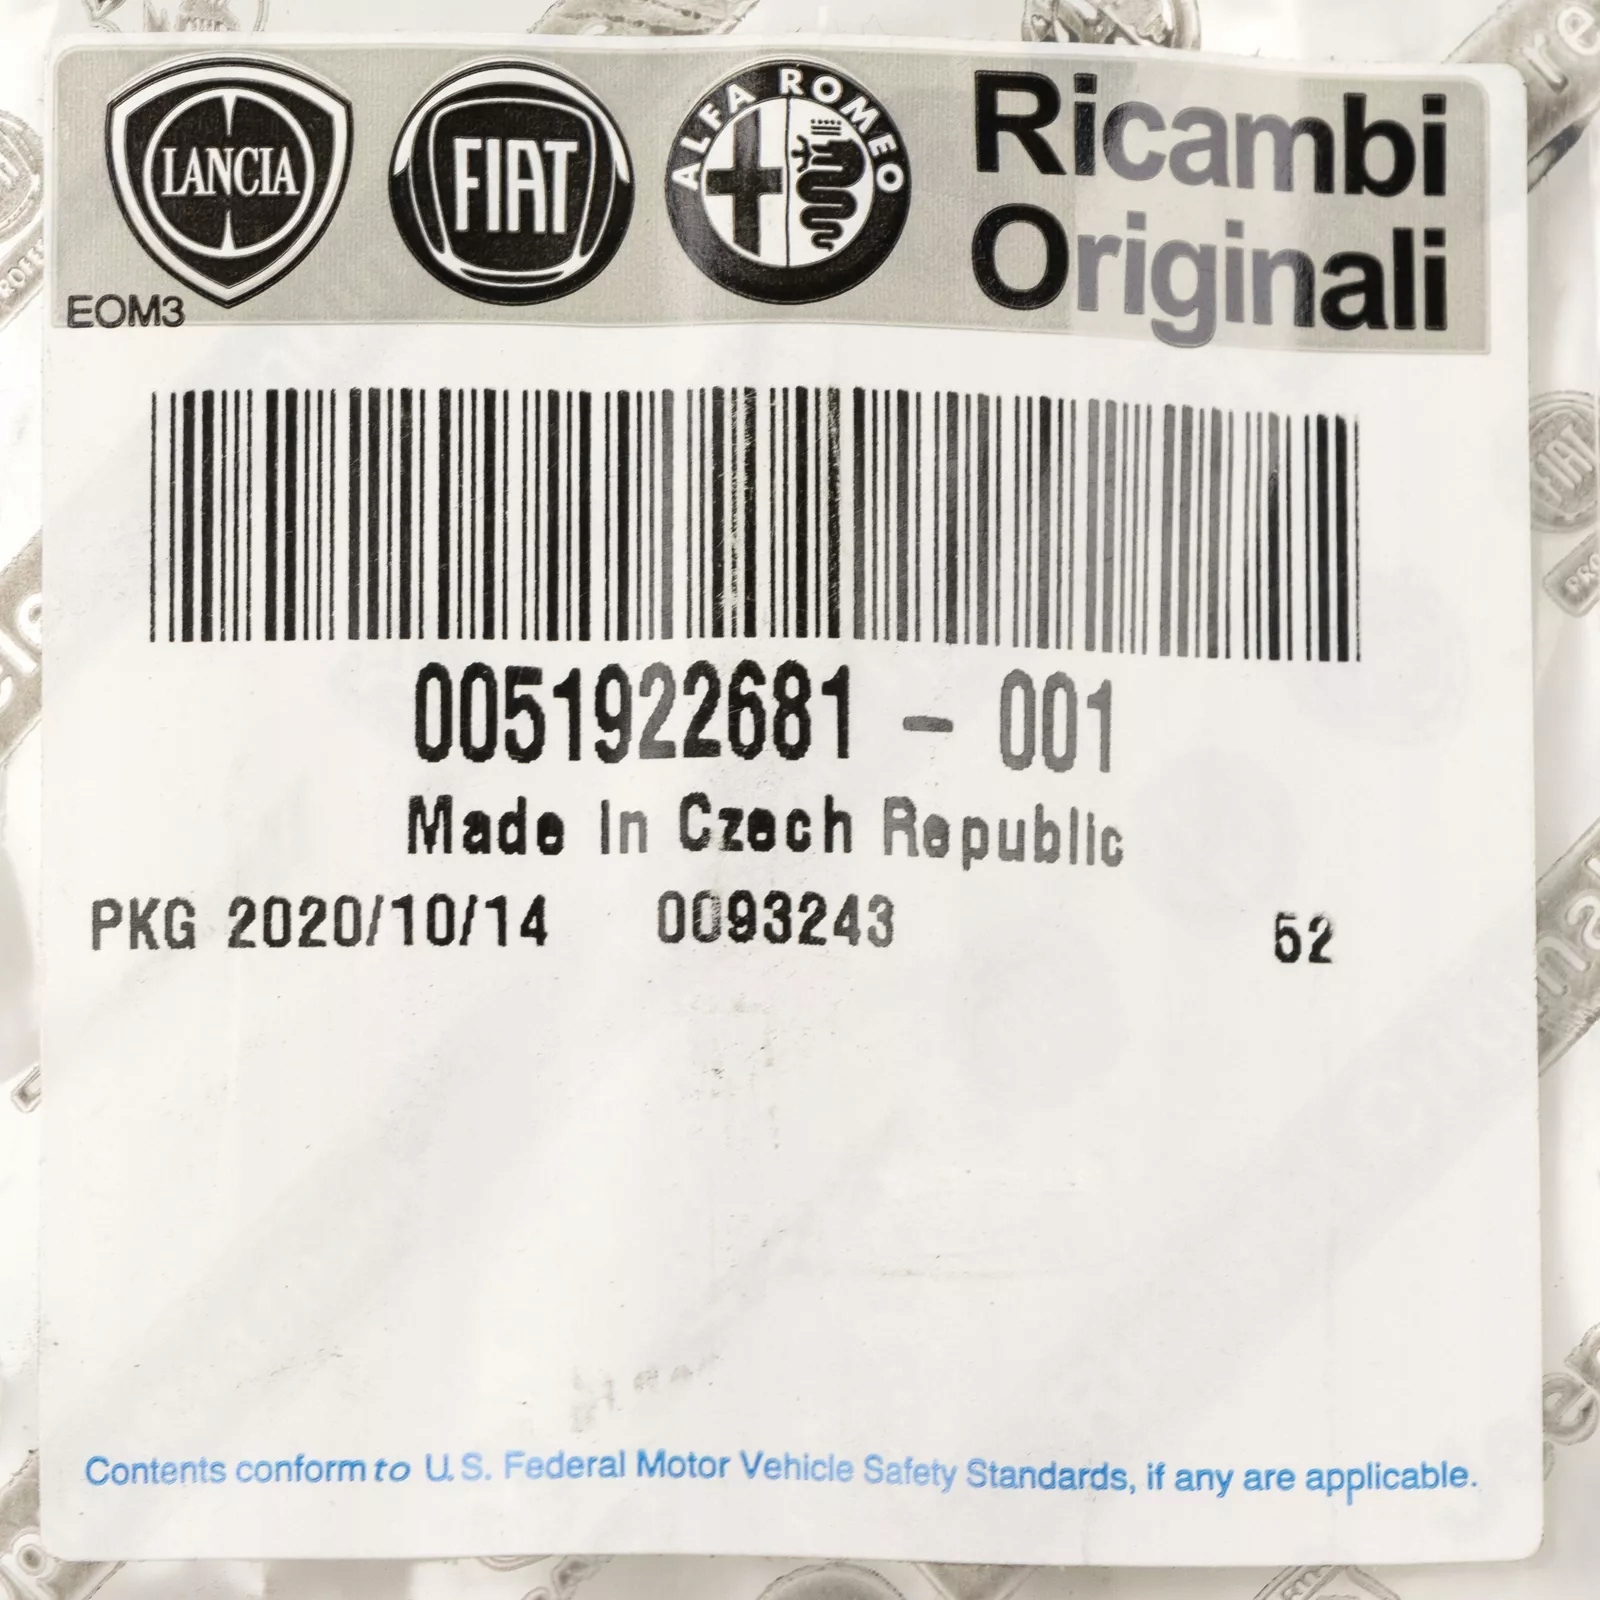 LANCIA FIAT ALFA ROMEO Ricambi
Originali
EOM3
0051922681 - 001
Made In Czech Republic
PKG 2020/10/14 0093243 52
Contents conform to U.S. Federal Motor Vehicle Safety Standards, if any are applicable.